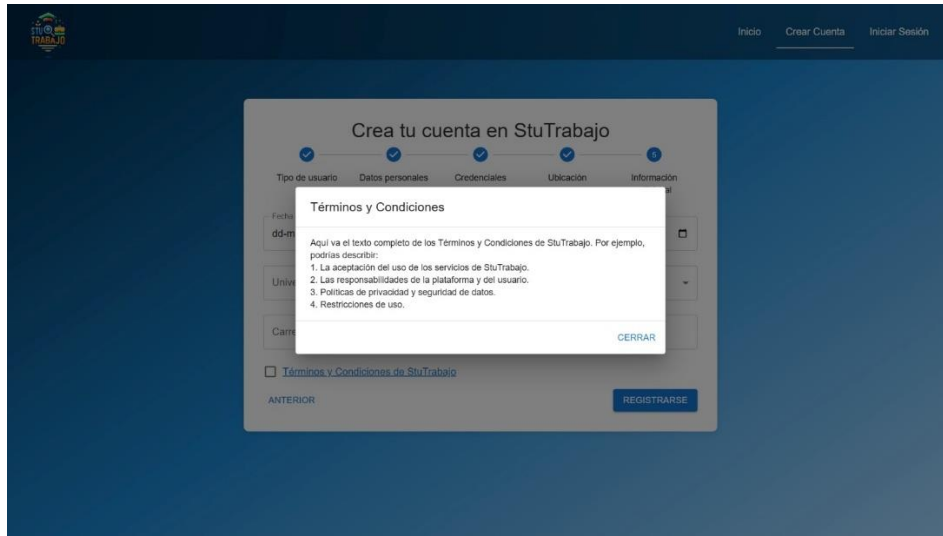 STU
TRABAJO
Inicio
Crear Cuenta
Iniciar Sesión
Crea tu cuenta en StuTrabajo
Tipo de usuario
Datos personales
Credenciales
Ubicación
5
Información
al
Fecha
dd-m
Términos y Condiciones
Aquí va el texto completo de los Términos y Condiciones de StuTrabajo. Por ejemplo,
podrías describir:
1. La aceptación del uso de los servicios de StuTrabajo.
2. Las responsabilidades de la plataforma y del usuario.
3. Políticas de privacidad y seguridad de datos.
4. Restricciones de uso.
CERRAR
Unive
Carre
Términos y Condiciones de StuTrabajo
ANTERIOR
REGISTRARSE